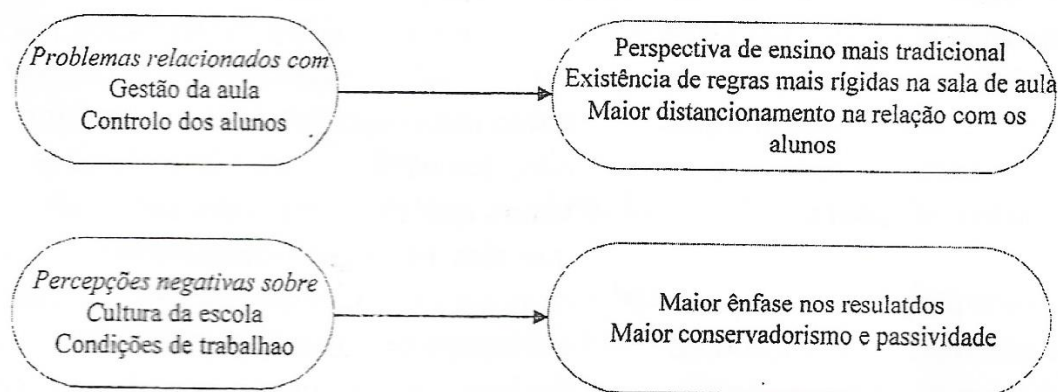 Problemas relacionados com
Gestão da aula
Controlo dos alunos
Perspectiva de ensino mais tradicional
Existência de regras mais rígidas na sala de aula
Maior distancionamento na relação com os
alunos
Percepções negativas sobre
Cultura da escola
Condições de trabalhao
Maior ênfase nos resulatdos
Maior conservadorismo e passividade